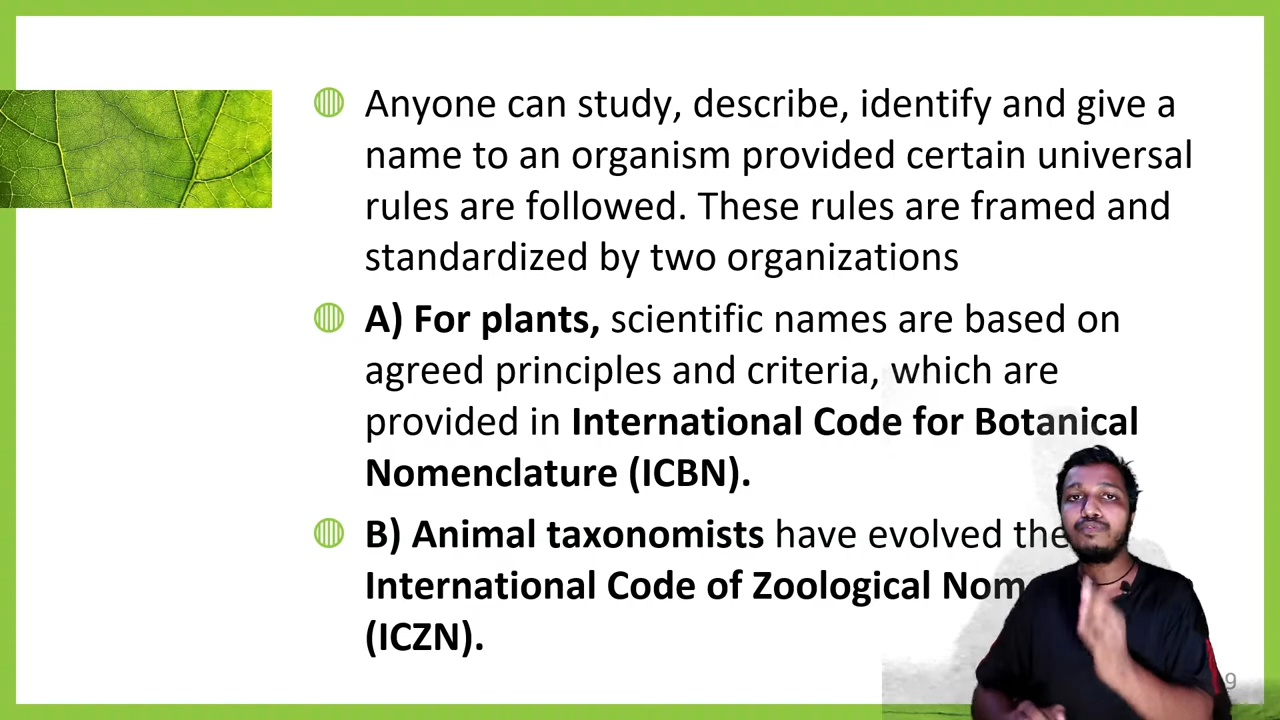 Anyone can study, describe, identify and give a
name to an organism provided certain universal
rules are followed. These rules are framed and
standardized by two organizations
A) For plants, scientific names are based on
agreed principles and criteria, which are
provided in International Code for Botanical
Nomenclature (ICBN).
B) Animal taxonomists have evolved the
International Code of Zoological
(ICZN).
9